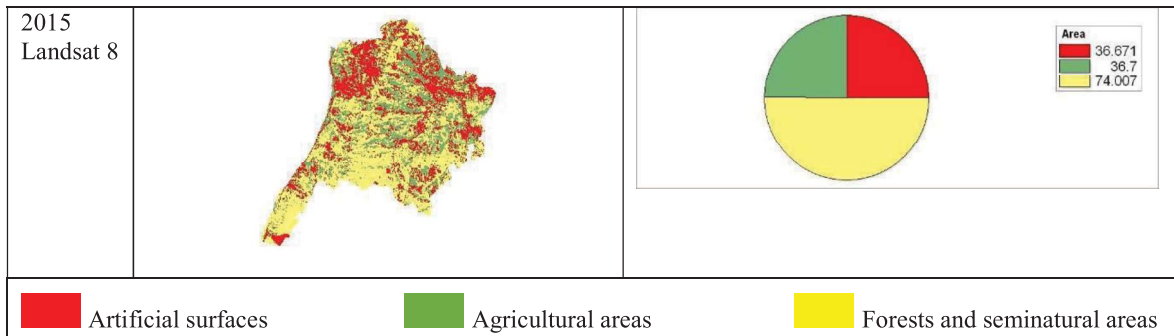 2015
Landsat 8
Area
36.671
36.7
74.007
Artificial surfaces
Agricultural areas
Forests and seminatural areas